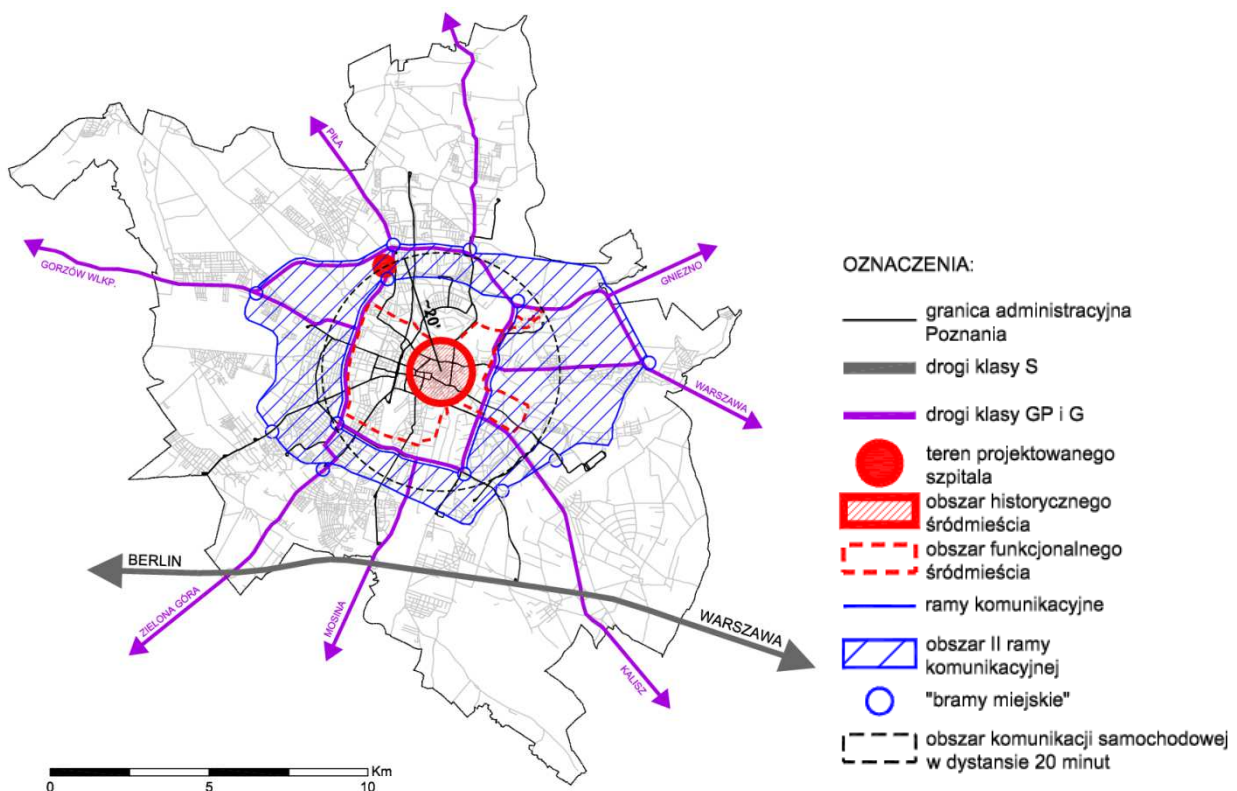 PIŁA
GORZÓW WLKP.
GNIEZNO
~20'
WARSZAWA
BERLIN
ZIELONA GÓRA
MOSINA
WARSZAWA
KALISZ
Km
0 5 10
OZNACZENIA:
granica administracyjna
Poznania
drogi klasy S
drogi klasy GP i G
teren projektowanego
szpitala
obszar historycznego
śródmieścia
obszar funkcjonalnego
śródmieścia
ramy komunikacyjne
obszar II ramy
komunikacyjnej
"bramy miejskie"
obszar komunikacji samochodowej
w dystansie 20 minut